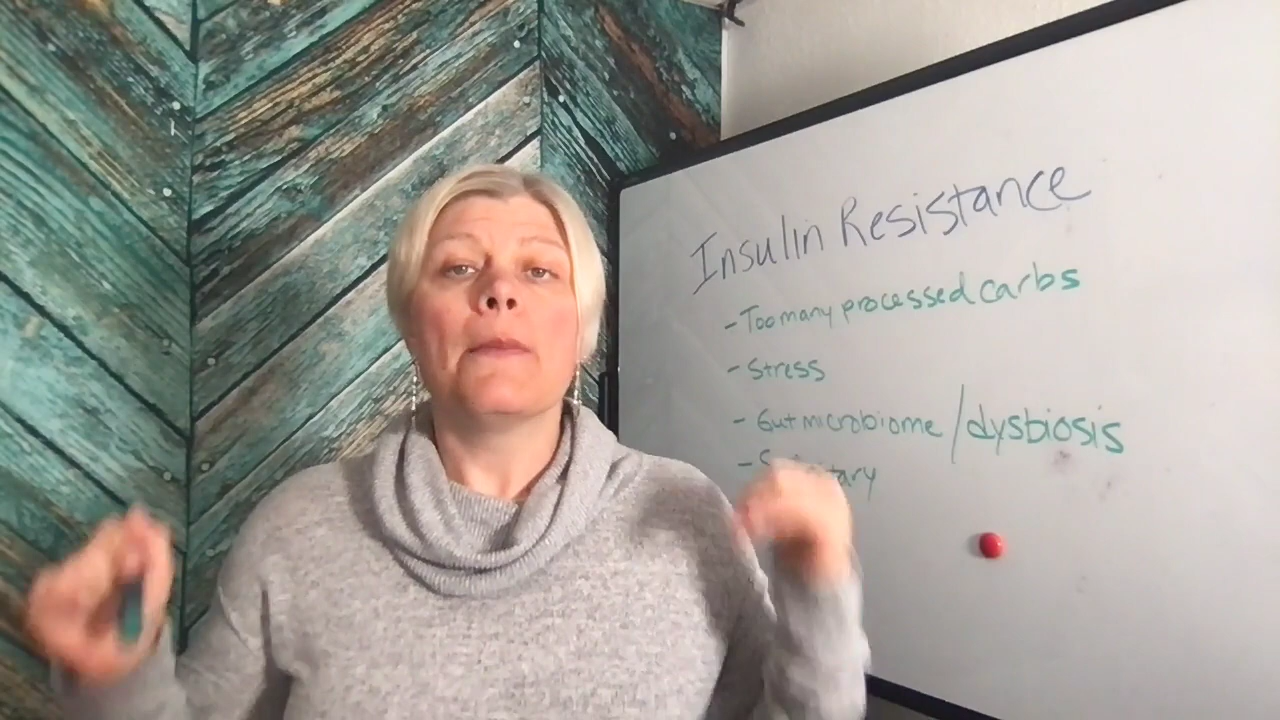 Insulin Resistance
- Too many processed carbs
- Stress
- Gut microbiome / dysbiosis